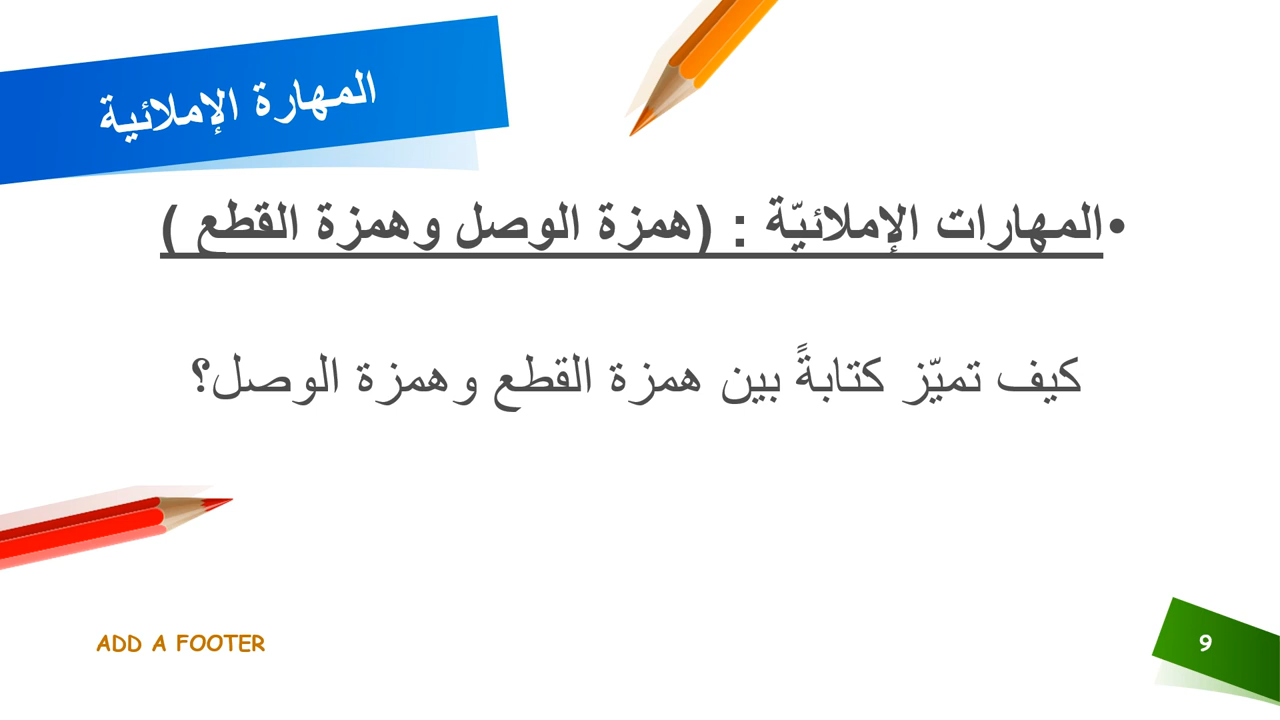 المهارة الإملائية
•المهارات الإملائيّة : (همزة الوصل وهمزة القطع )
كيف تميّز كتابةً بين همزة القطع وهمزة الوصل؟
ADD A FOOTER
9